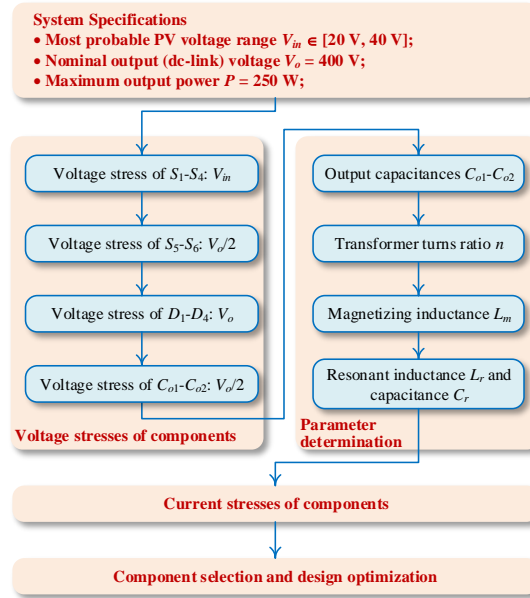 System Specifications
• Most probable PV voltage range Vin ∈ [20 V, 40 V];
• Nominal output (dc-link) voltage Vo = 400 V;
• Maximum output power P = 250 W;
Voltage stress of S1-S4: Vin
Voltage stress of S5-S6: Vo/2
Voltage stress of D1-D4: Vo
Voltage stress of Co1-Co2: Vo/2
Voltage stresses of components
Output capacitances Co1-Co2
Transformer turns ratio n
Magnetizing inductance Lm
Resonant inductance Lr and
capacitance Cr
Parameter
determination
Current stresses of components
Component selection and design optimization